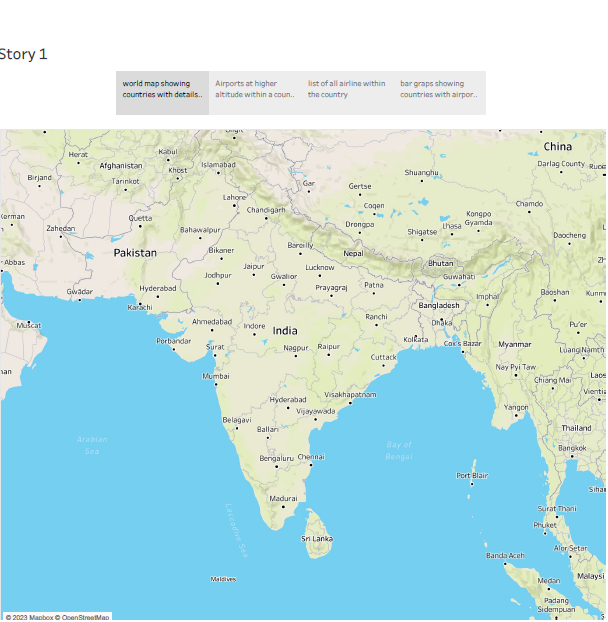 Story 1
world map showing
countries with details..
Airports at higher
altitude within a coun..
list of all airline within
the country
bar graps showing
countries with airpor..
China
Herat
Kabul
Islamabad
Afghanistan
Khost
Birjand
Tarinkot
Gar
Gertse
Shuanghu
Darlag County
Lahore
Chandigarh
Coqen
Chamdo
Kerman
Quetta
Zahedan
Bahawalpur
Drongpa
Shigatse
Lhasa
Kongpo
Gyamda
Daocheng
Pakistan
Bikaner
Bareilly
Nepal
Abbas
Jaipur
Lucknow
Bhutan
Jodhpur
Gwalior
Guwahati
Gwādar
Hyderabad
Prayagraj
Patna
Imphal
Baoshan
Kunm
Karachi
Bangladesh
Muscat
Ahmedabad
Indore
India
Ranchi
Dhaka
Pu'er
Porbandar
Surat
Nagpur
Raipur
Kolkata
Cox's Bazar
Myanmar
Luang Namth
Cuttack
Nay Pyi Taw
Laos
Mumbai
Chiang Mai
Vientia
Hyderabad
Visakhapatnam
Vijayawada
Yangon
Belagavi
Ballari
Thailand
Arabian
Sea
Bay of
Bengal
Bangkok
Bengaluru
Chennai
Port Blair
Madurai
Surat Thani
Laccadive Sea
Phuket
Sri Lanka
Banda Aceh
Alor Setar
Maldives
Medan
Malaysi
Padang
Sidempuan
© 2023 Mapbox © OpenStreetMap